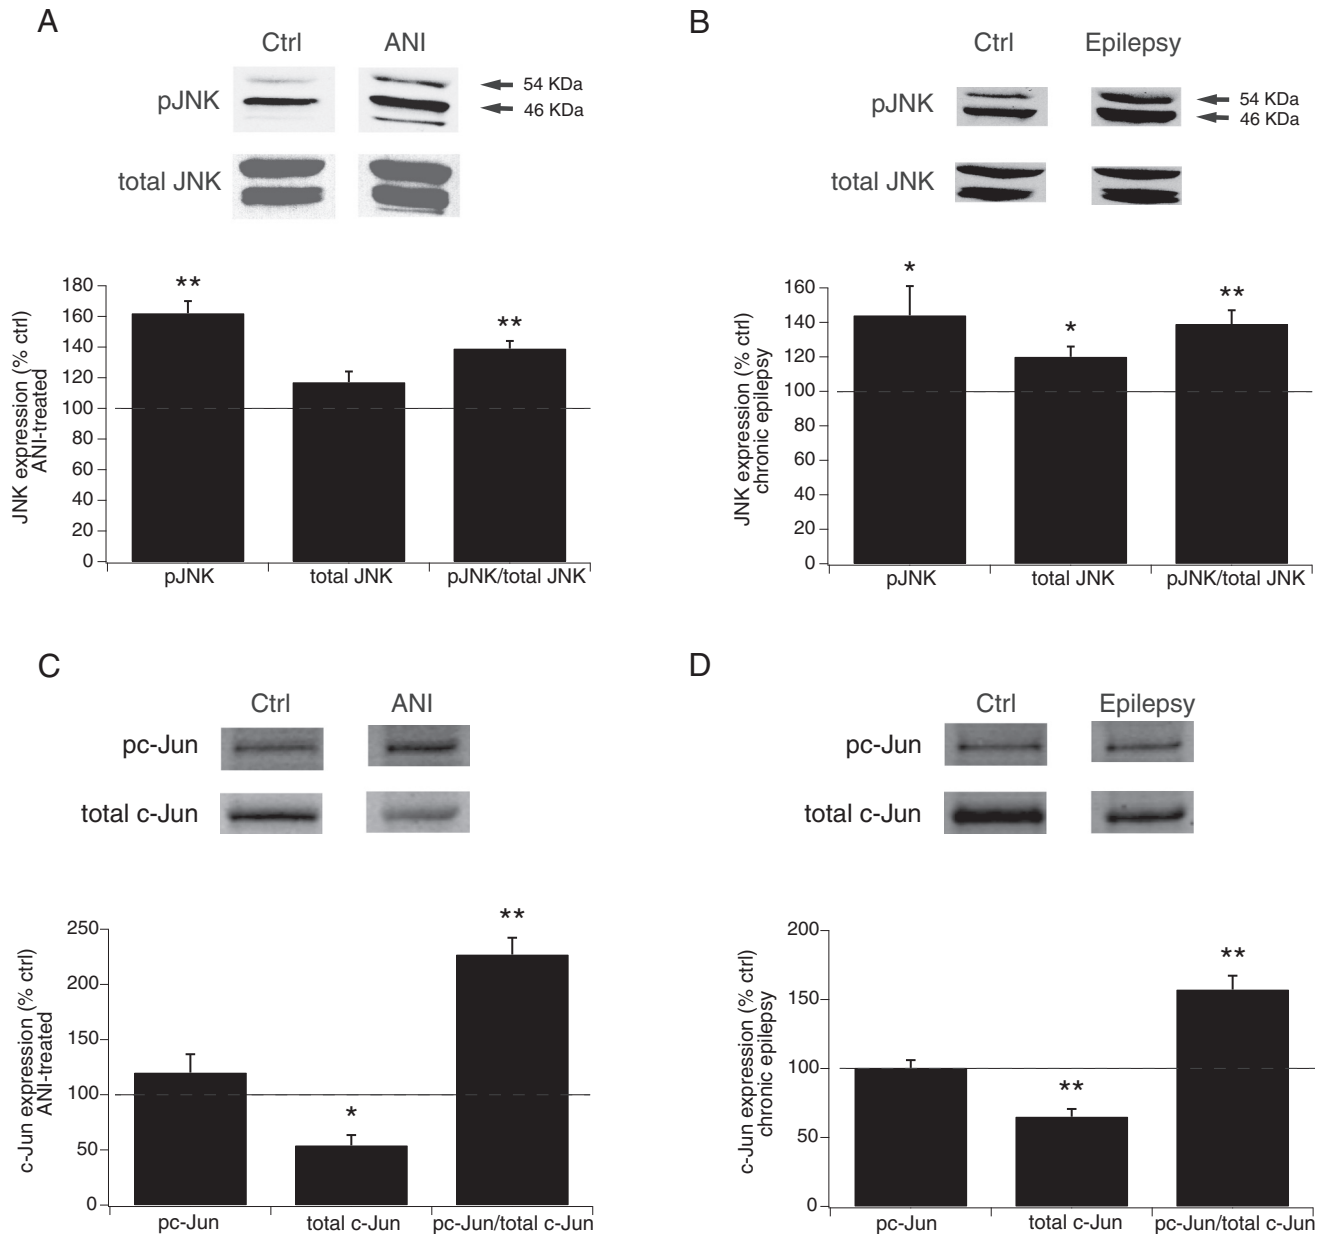 A
Ctrl ANI
pJNK
54 KDa
46 KDa
total JNK
JNK expression (% ctrl)
ANI-treated
180
160
140
120
100
80
60
40
20
0
**
**
pJNK total JNK pJNK/total JNK
B
Ctrl Epilepsy
pJNK
54 KDa
46 KDa
total JNK
JNK expression (% ctrl)
chronic epilepsy
160
140
120
100
80
60
40
20
0
*
*
**
pJNK total JNK pJNK/total JNK
C
Ctrl ANI
pc-Jun
total c-Jun
c-Jun expression (% ctrl)
ANI-treated
250
200
150
100
50
0
*
**
pc-Jun total c-Jun pc-Jun/total c-Jun
D
Ctrl Epilepsy
pc-Jun
total c-Jun
c-Jun expression (% ctrl)
chronic epilepsy
200
150
100
50
0
**
**
pc-Jun total c-Jun pc-Jun/total c-Jun